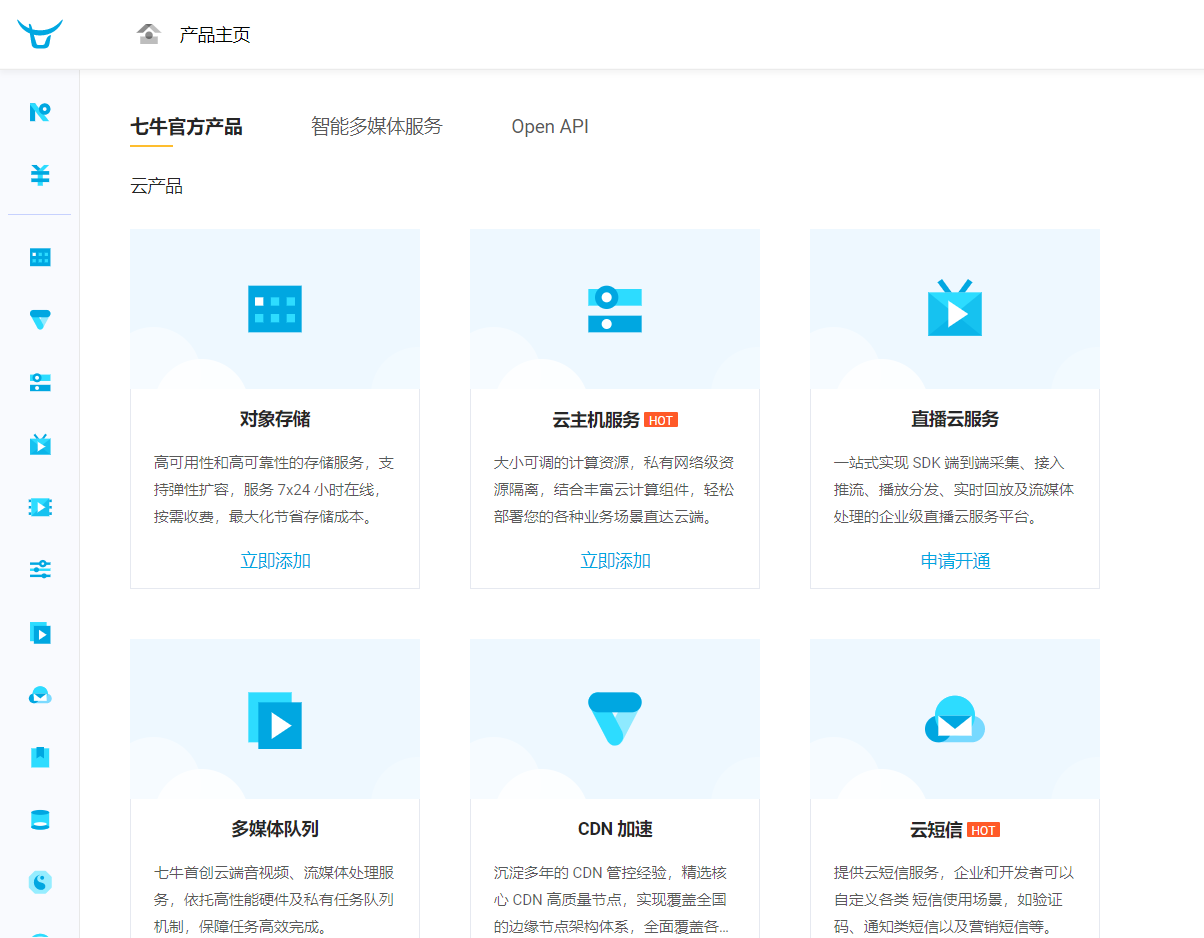 产品主页
七牛官方产品
智能多媒体服务
Open API
云产品
对象存储
高可用性和高可靠性的存储服务，支
持弹性扩容，服务 7x24 小时在线，
按需收费，最大化节省存储成本。
立即添加
云主机服务 HOT
大小可调的计算资源，私有网络级资
源隔离，结合丰富云计算组件，轻松
部署您的各种业务场景直达云端。
立即添加
直播云服务
一站式实现 SDK 端到端采集、接入
推流、播放分发、实时回放及流媒体
处理的企业级直播云服务平台。
申请开通
多媒体队列
七牛首创云端音视频、流媒体处理服
务，依托高性能硬件及私有任务队列
机制，保障任务高效完成。
CDN 加速
沉淀多年的 CDN 管控经验，精选核
心 CDN 高质量节点，实现覆盖全国
的边缘节点架构体系，全面覆盖各...
云短信 HOT
提供云短信服务，企业和开发者可以
自定义各类 短信使用场景，如验证
码、通知类短信以及营销短信等。